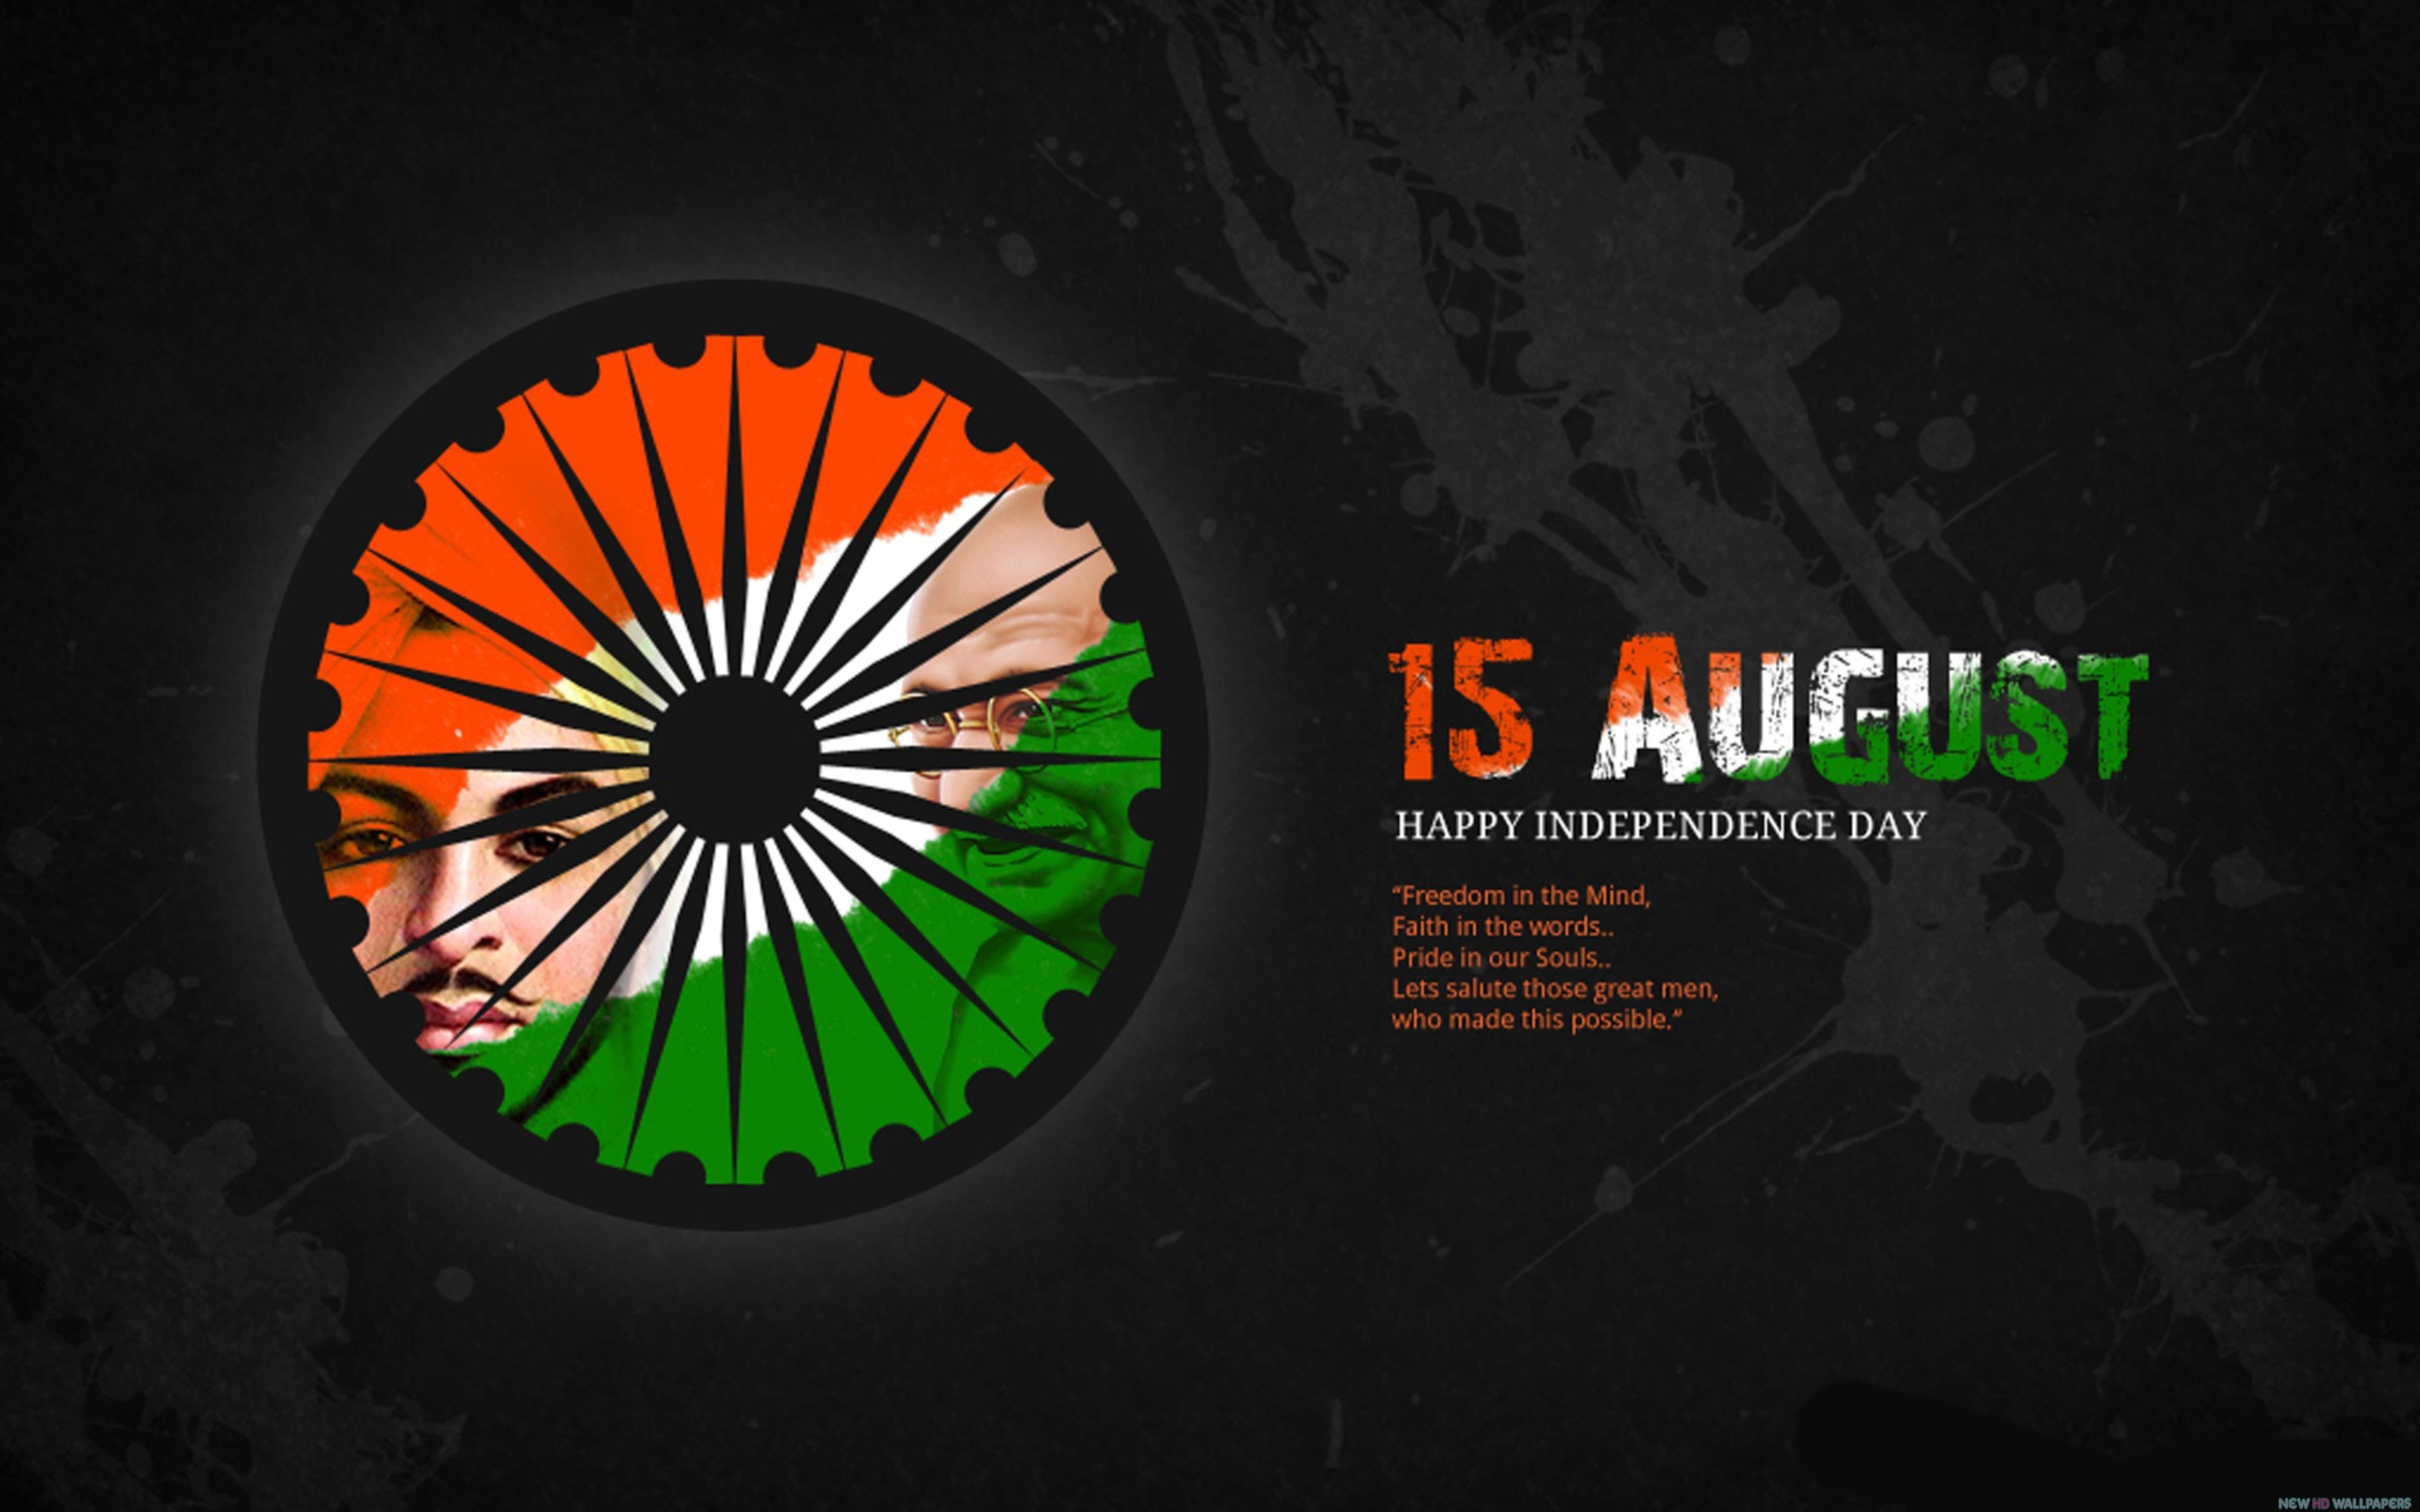 15 AUGUST
HAPPY INDEPENDENCE DAY
“Freedom in the Mind,
Faith in the words..
Pride in our Souls..
Lets salute those great men,
who made this possible.”
NEW HD WALLPAPERS